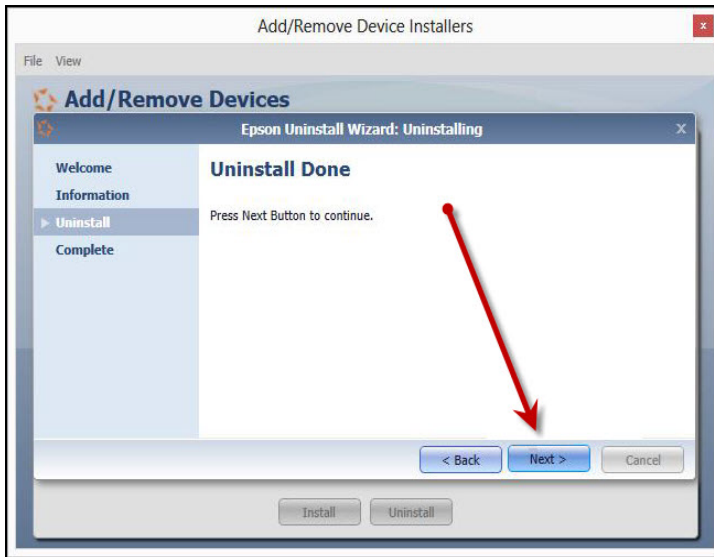 Add/Remove Device Installers
x
File View
Add/Remove Devices
Epson Uninstall Wizard: Uninstalling
x
Welcome
Information
Uninstall
Complete
Uninstall Done
Press Next Button to continue.
< Back Next > Cancel
Install Uninstall